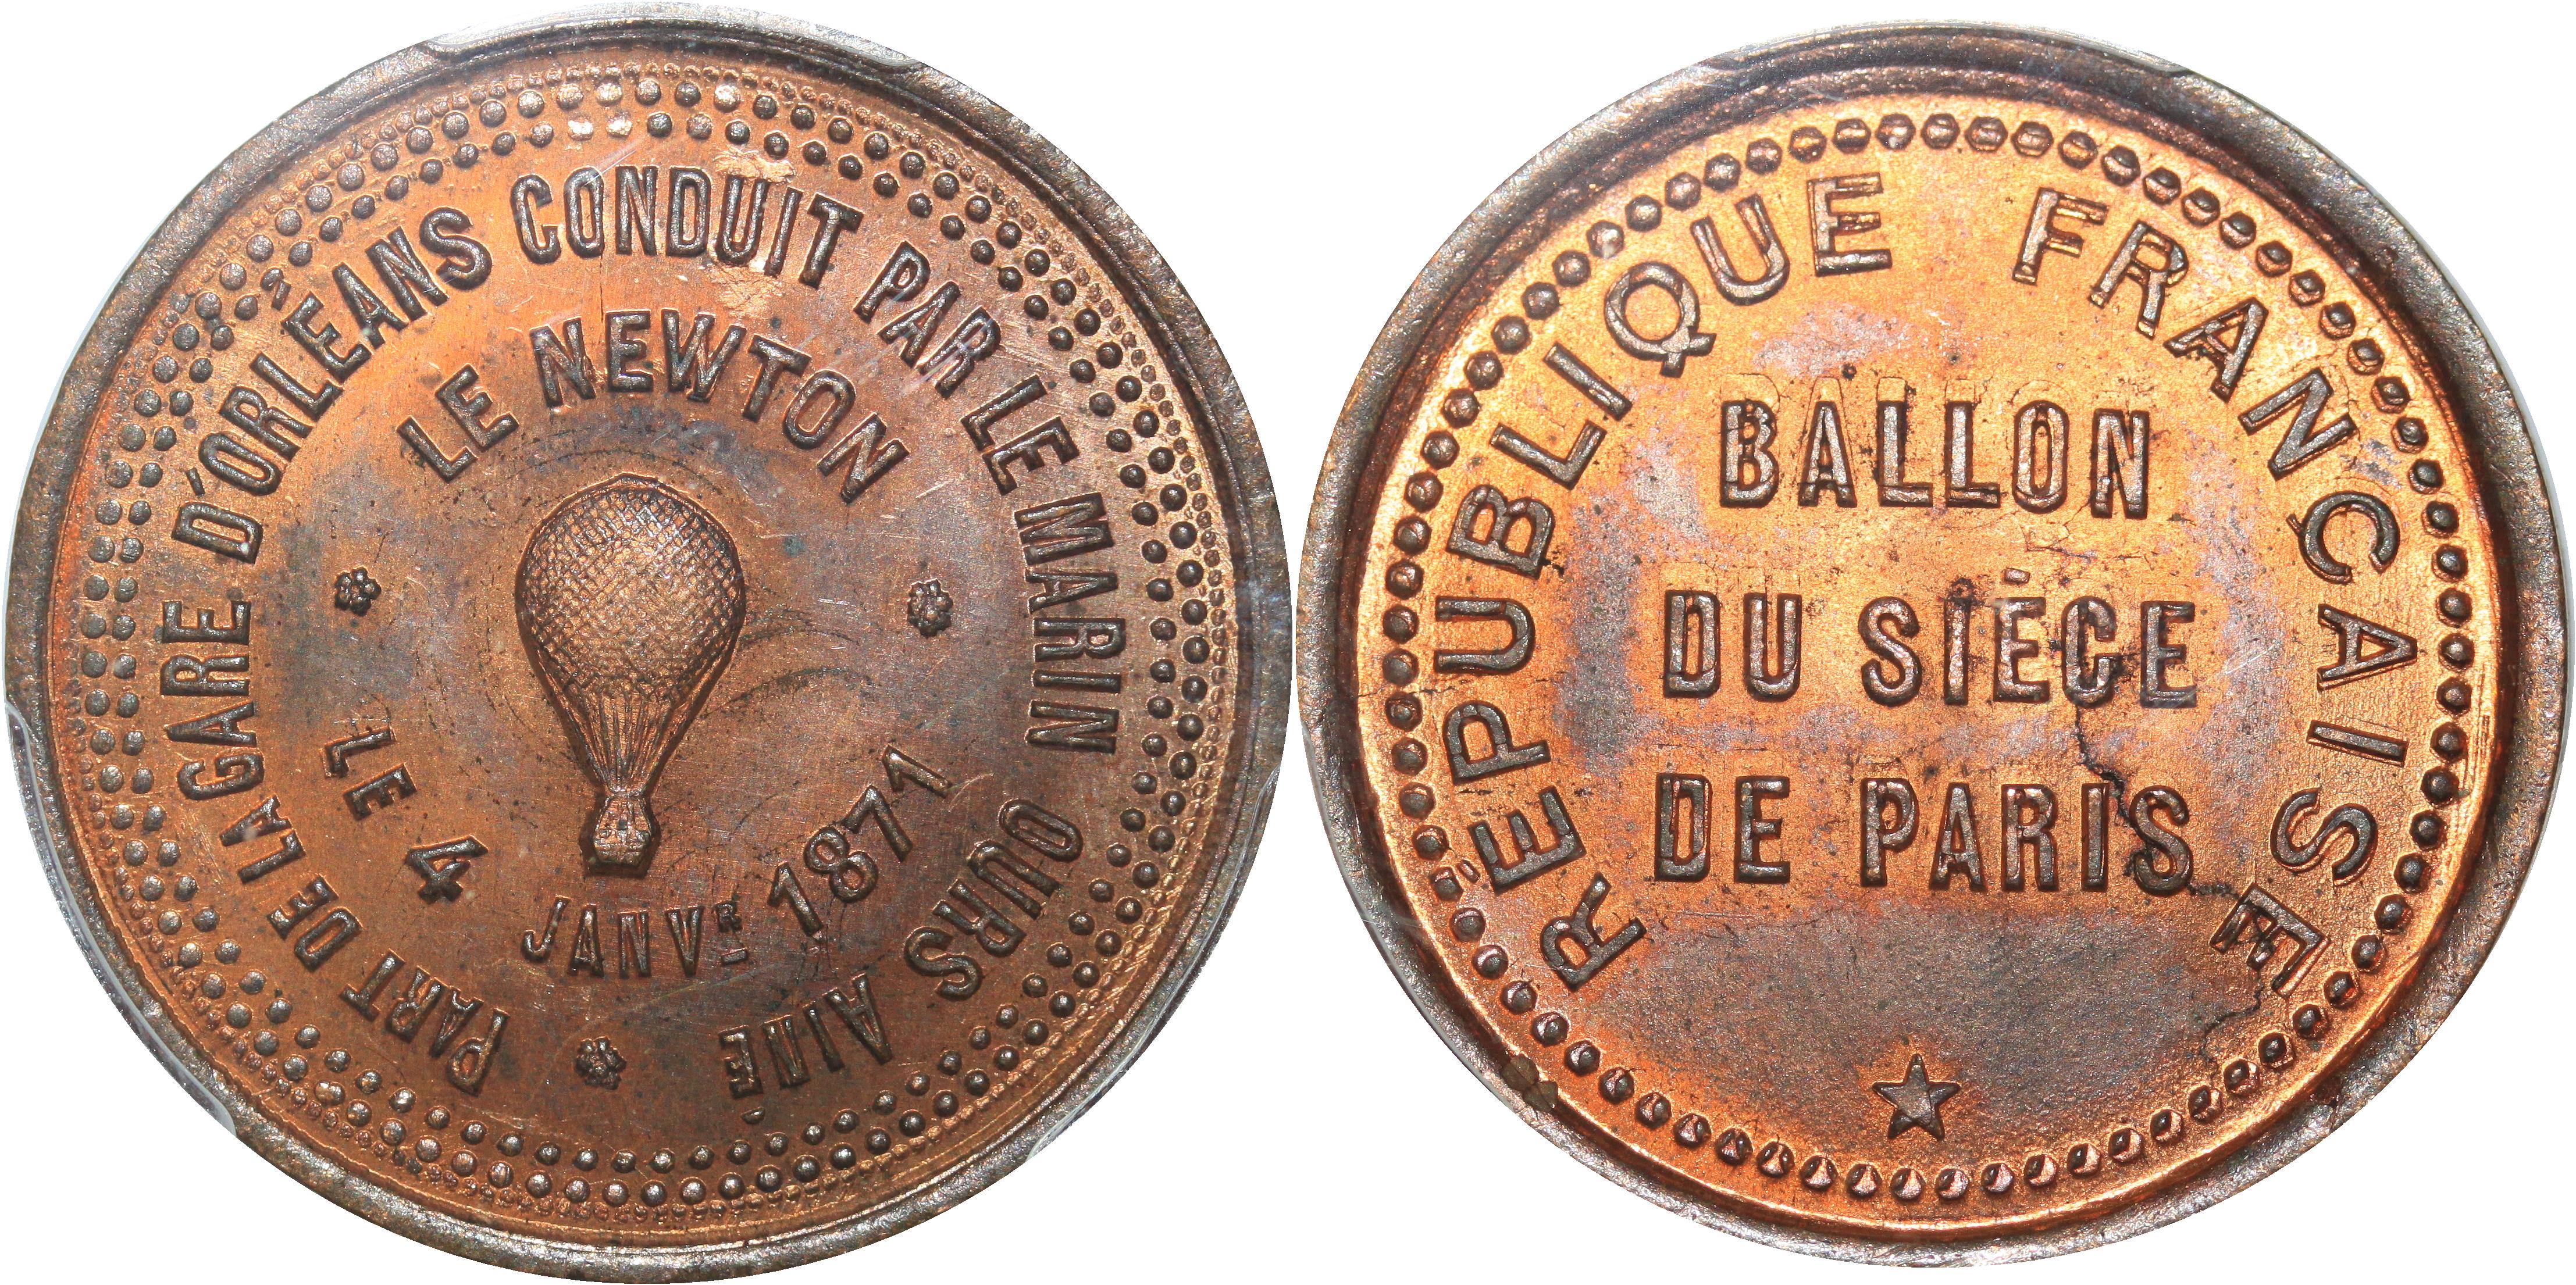 PART DE LA GARE D'ORLÉANS CONDUIT PAR LE MARIN OURS AINÉ
LE NEWTON
LE 4 JANVR 1871
RÉPUBLIQUE FRANÇAISE
BALLON
DU SIÉGE
DE PARIS